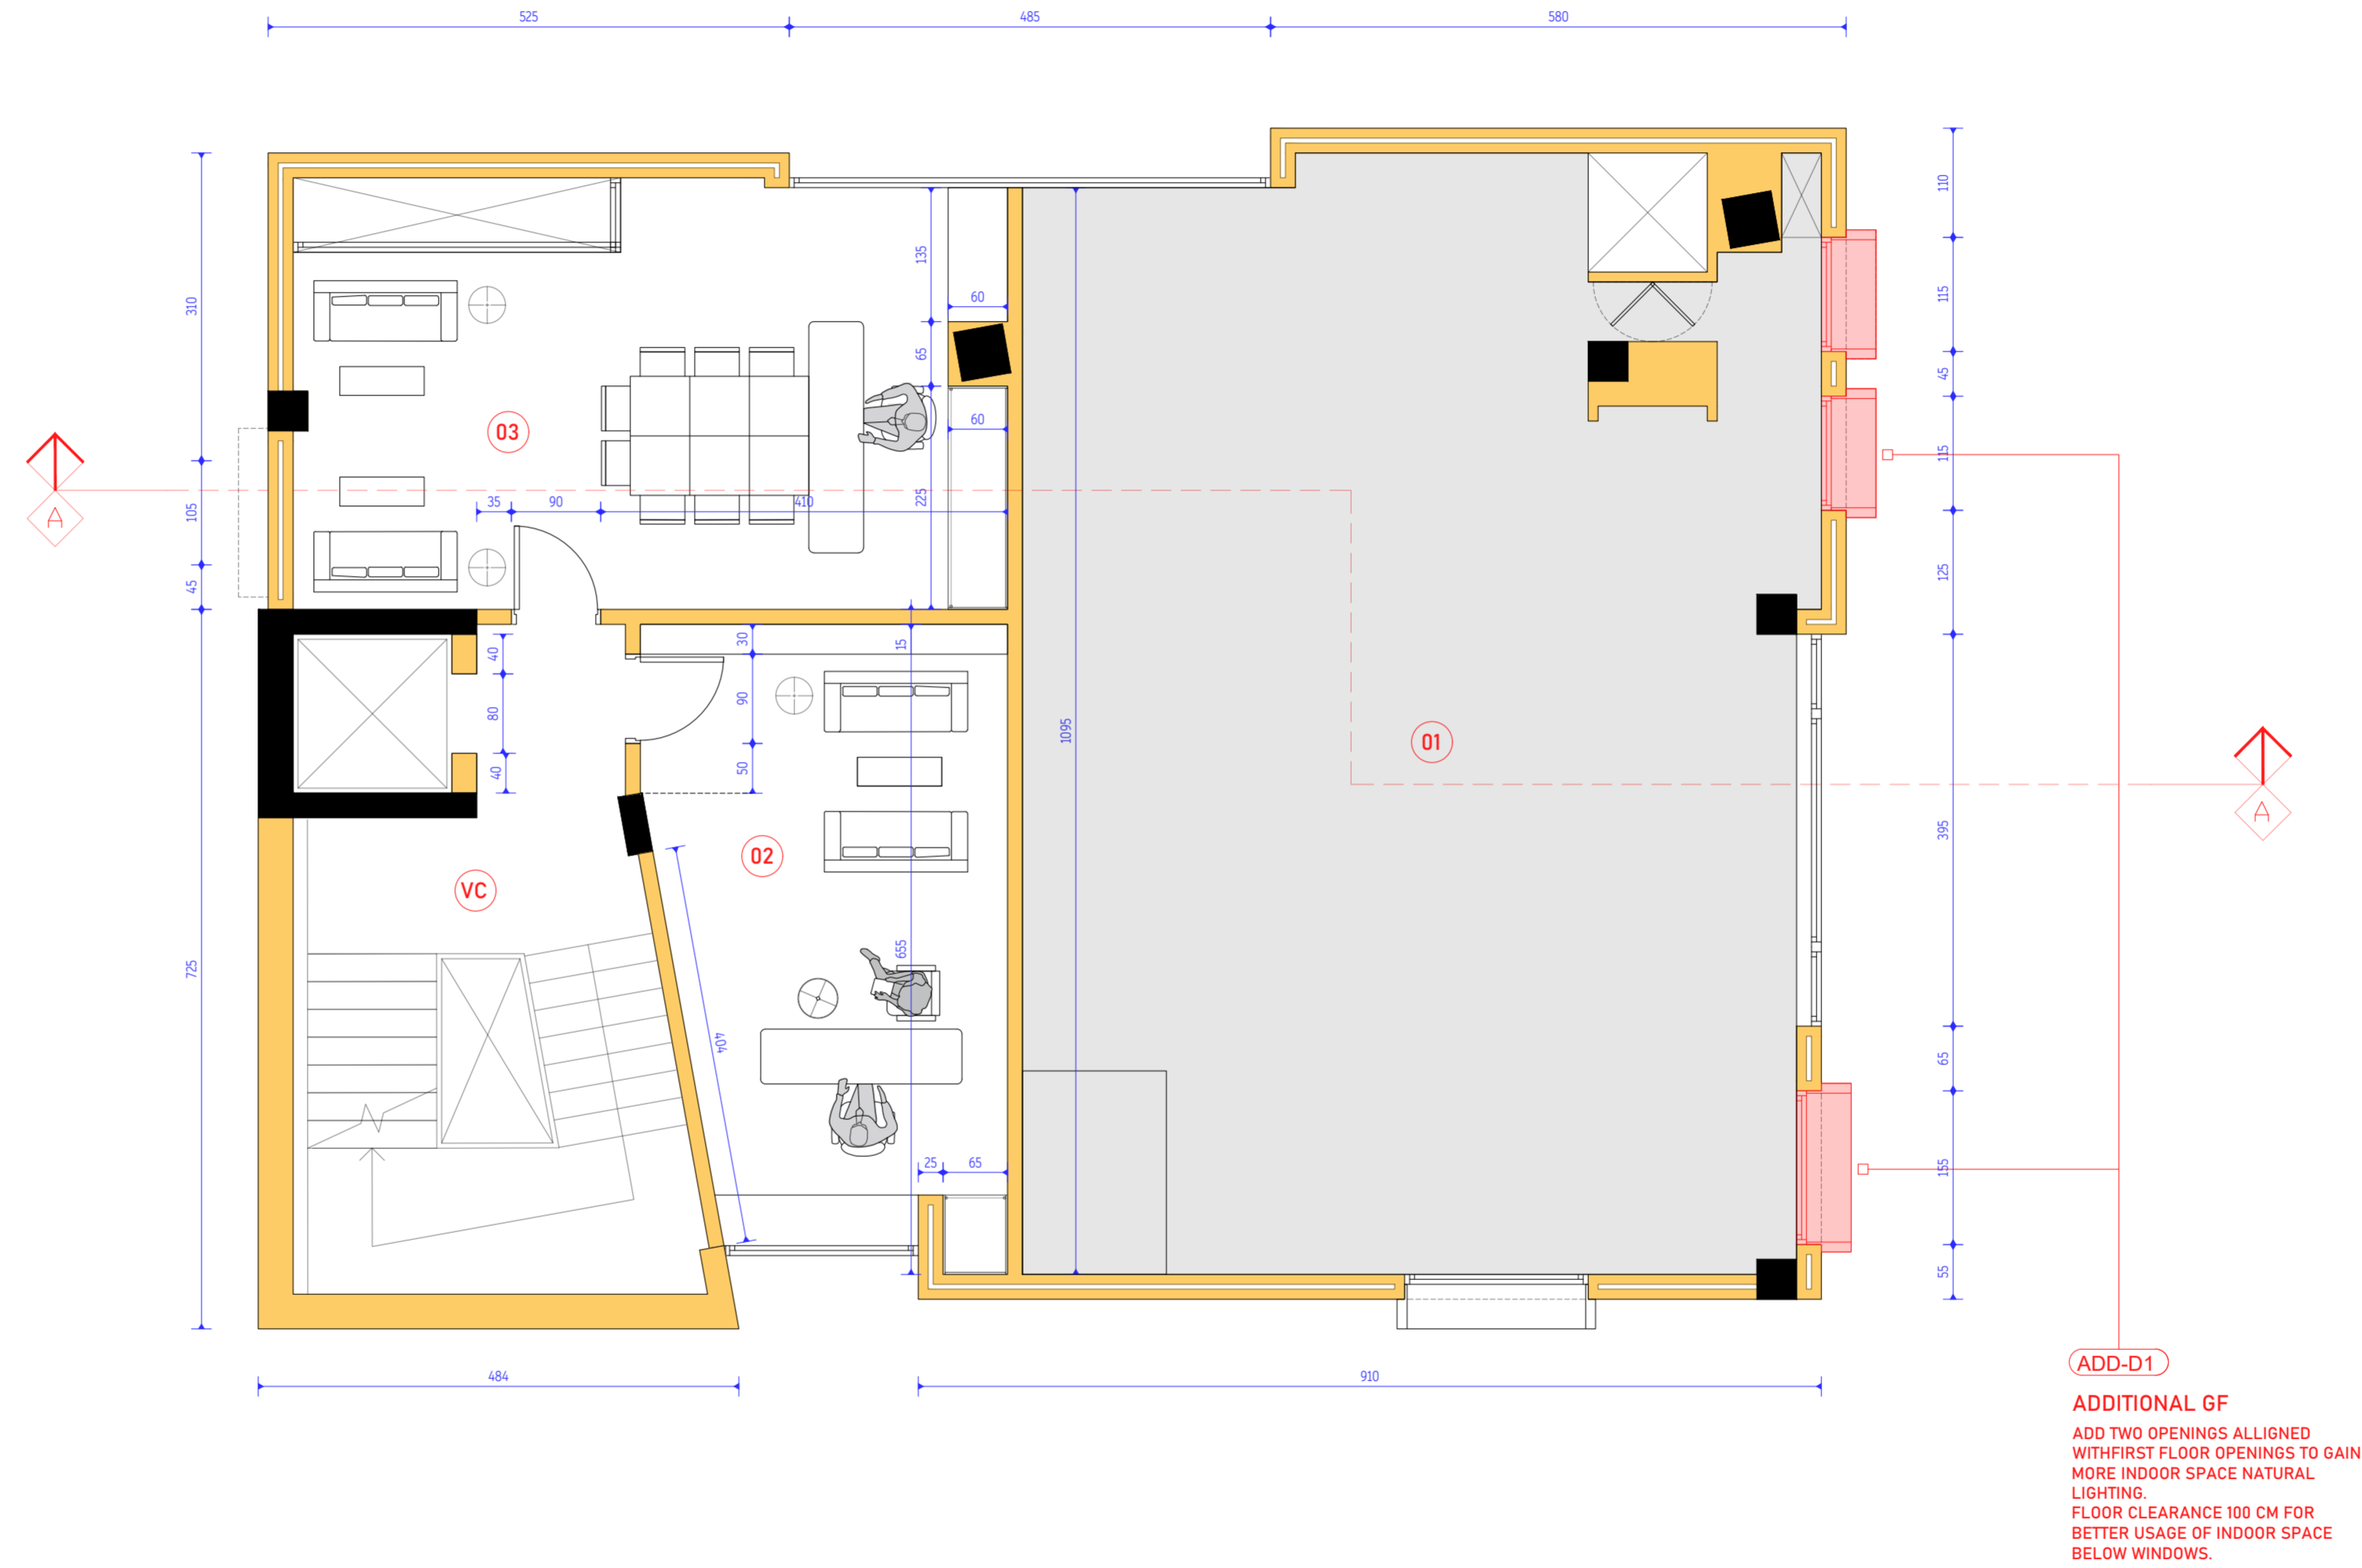 525 485 580
110
135
310
115
60
65
45
03
60
115
A
35 90 410
225
105
125
45
15
30
40
90
80
1095
01
50
40
A
395
02
VC
655
725
404
65
25 65
155
55
ADD-D1
484 910
ADDITIONAL GF
ADD TWO OPENINGS ALLIGNED
WITHFIRST FLOOR OPENINGS TO GAIN
MORE INDOOR SPACE NATURAL
LIGHTING.
FLOOR CLEARANCE 100 CM FOR
BETTER USAGE OF INDOOR SPACE
BELOW WINDOWS.